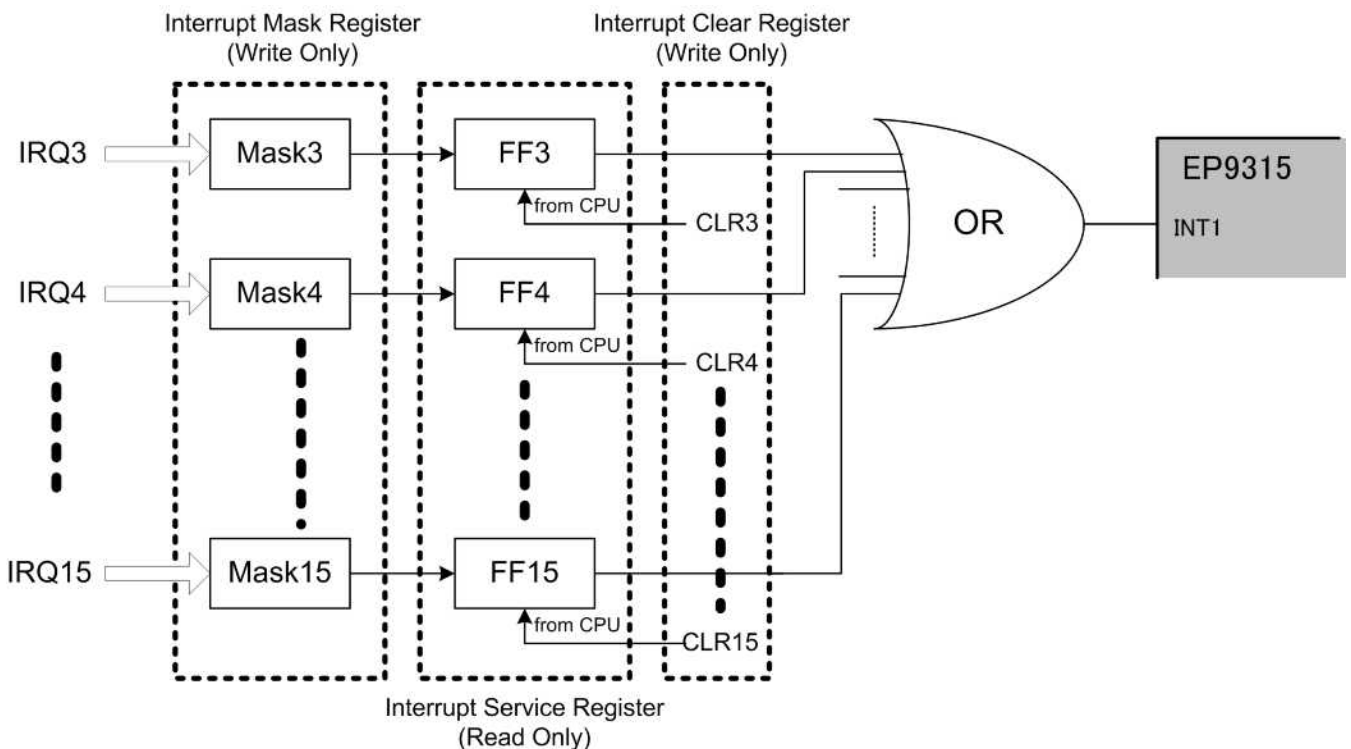 Interrupt Mask Register
(Write Only)
Interrupt Clear Register
(Write Only)
IRQ3
Mask3
FF3
from CPU
CLR3
OR
EP9315
INT1
IRQ4
Mask4
FF4
from CPU
CLR4
IRQ15
Mask15
FF15
from CPU
CLR15
Interrupt Service Register
(Read Only)